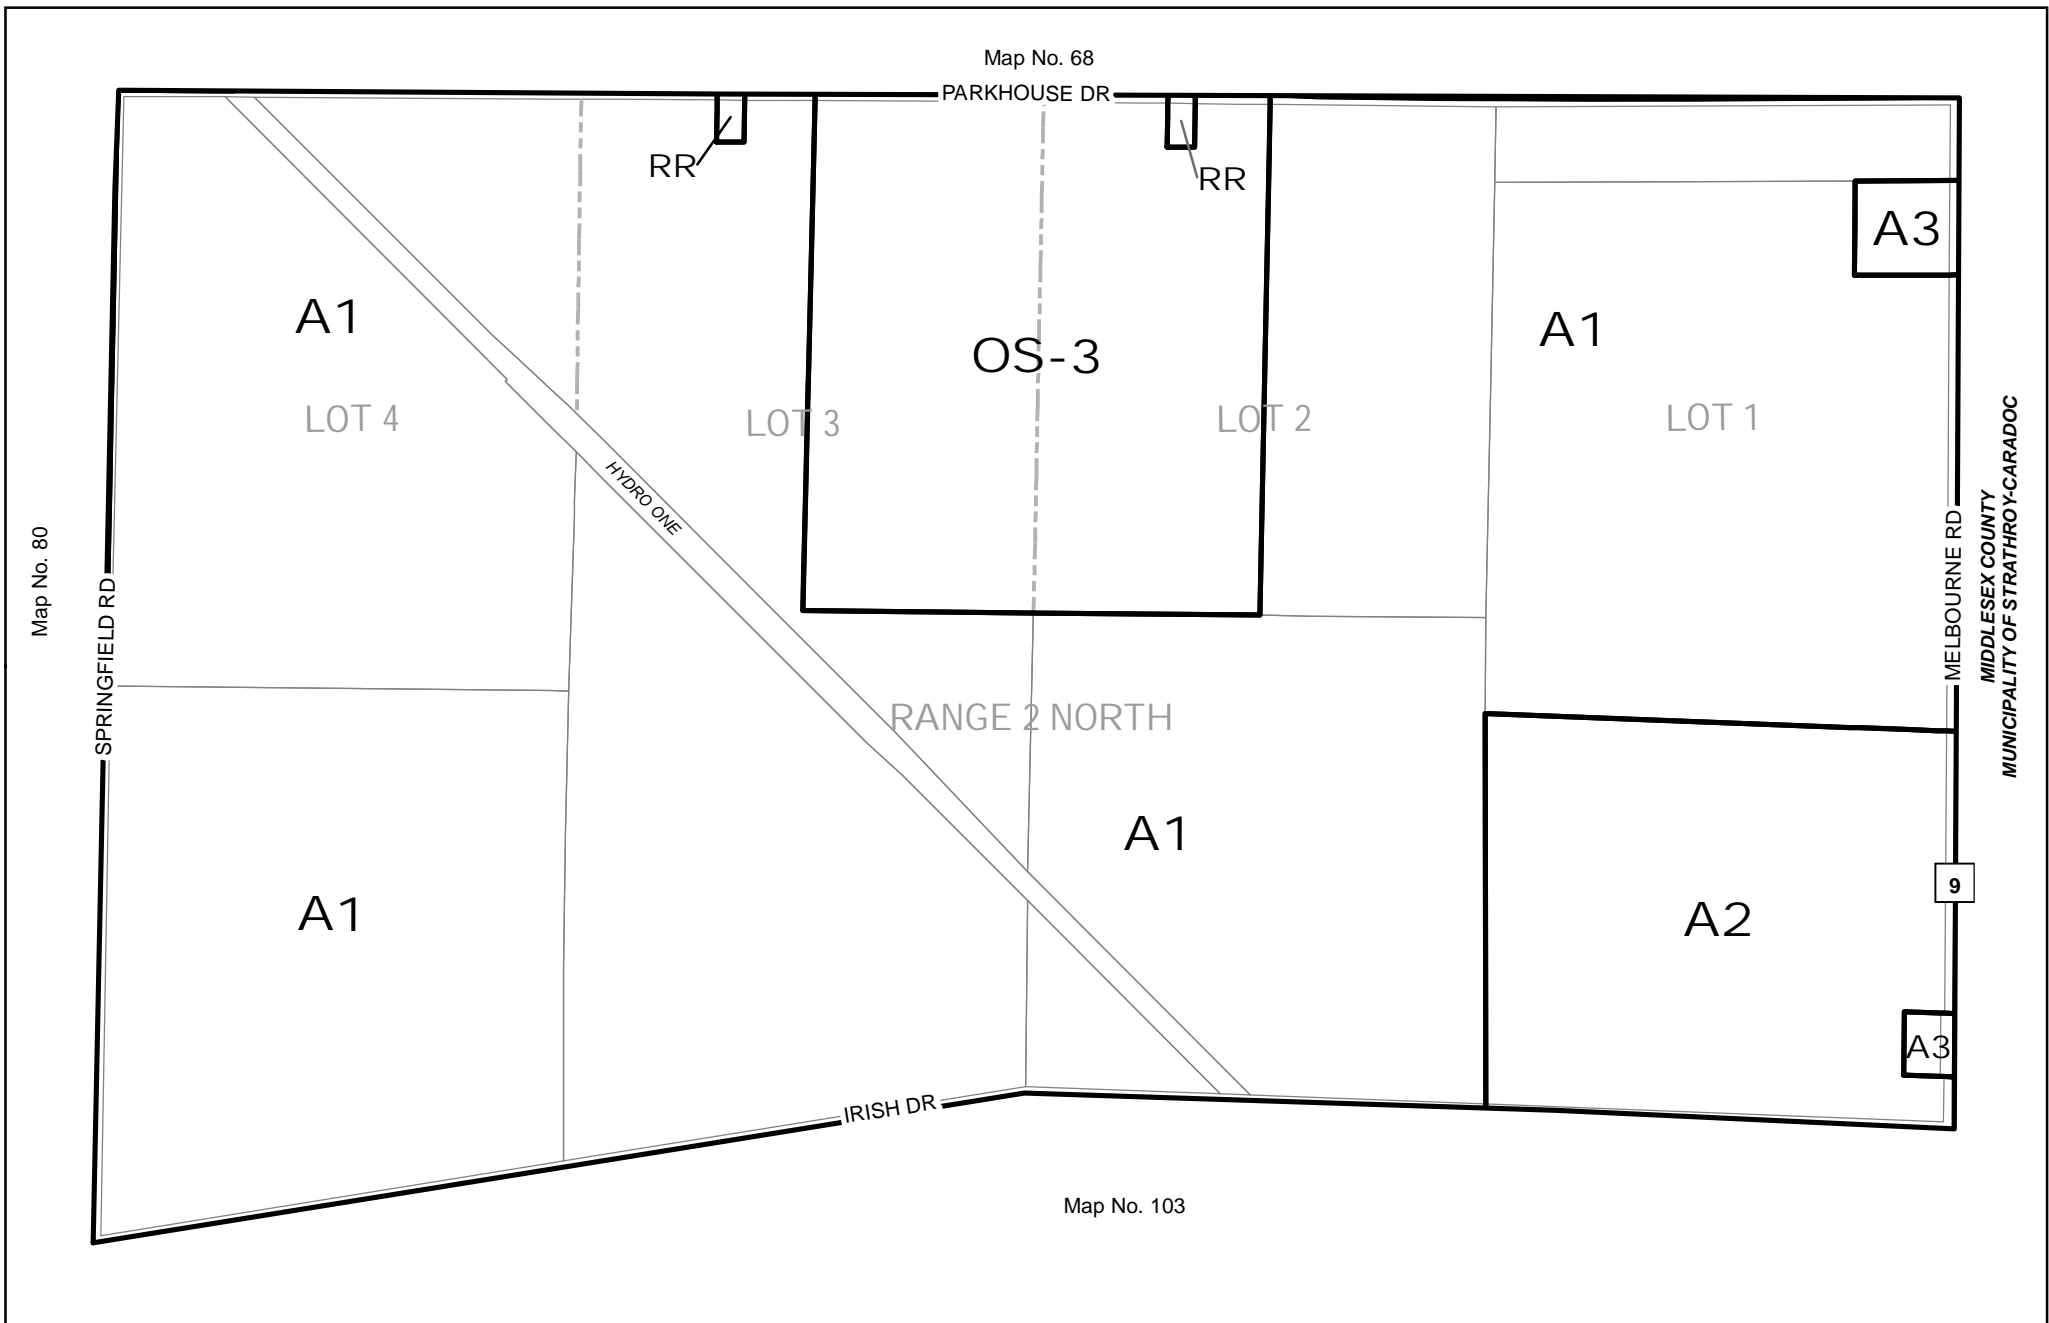 Map No. 68
PARKHOUSE DR
RR
RR
A3
A1
A1
OS-3
LOT 4
LOT 3
LOT 2
LOT 1
HYDRO ONE
Map No. 80
SPRINGFIELD RD
MELBOURNE RD
MIDDLESEX COUNTY
MUNICIPALITY OF STRATHROY-CARADOC
RANGE 2 NORTH
A1
A1
A2
9
A3
IRISH DR
Map No. 103